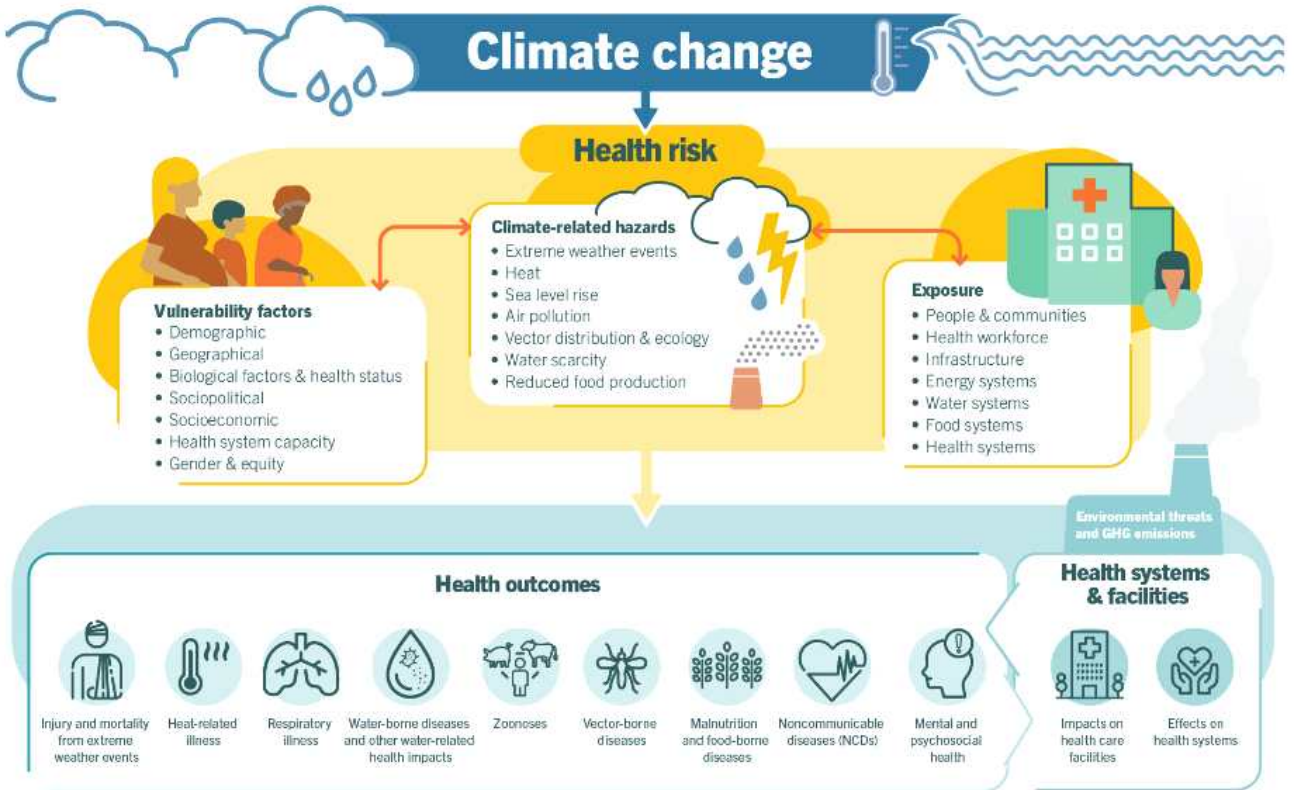 Climate change
Health risk
Climate-related hazards
• Extreme weather events
• Heat
• Sea level rise
• Air pollution
• Vector distribution & ecology
• Water scarcity
• Reduced food production
Vulnerability factors
• Demographic
• Geographical
• Biological factors & health status
• Sociopolitical
• Socioeconomic
• Health system capacity
• Gender & equity
Exposure
• People & communities
• Health workforce
• Infrastructure
• Energy systems
• Water systems
• Food systems
• Health systems
Environmental threats
and GHG emissions
Health outcomes
Injury and mortality
from extreme
weather events
Heat-related
illness
Respiratory
illness
Water-borne diseases
and other water-related
health impacts
Zoonoses
Vector-borne
diseases
Malnutrition
and food-borne
diseases
Noncommunicable
diseases (NCDs)
Mental and
psychosocial
health
Health systems
& facilities
Impacts on
health care
facilities
Effects on
health systems